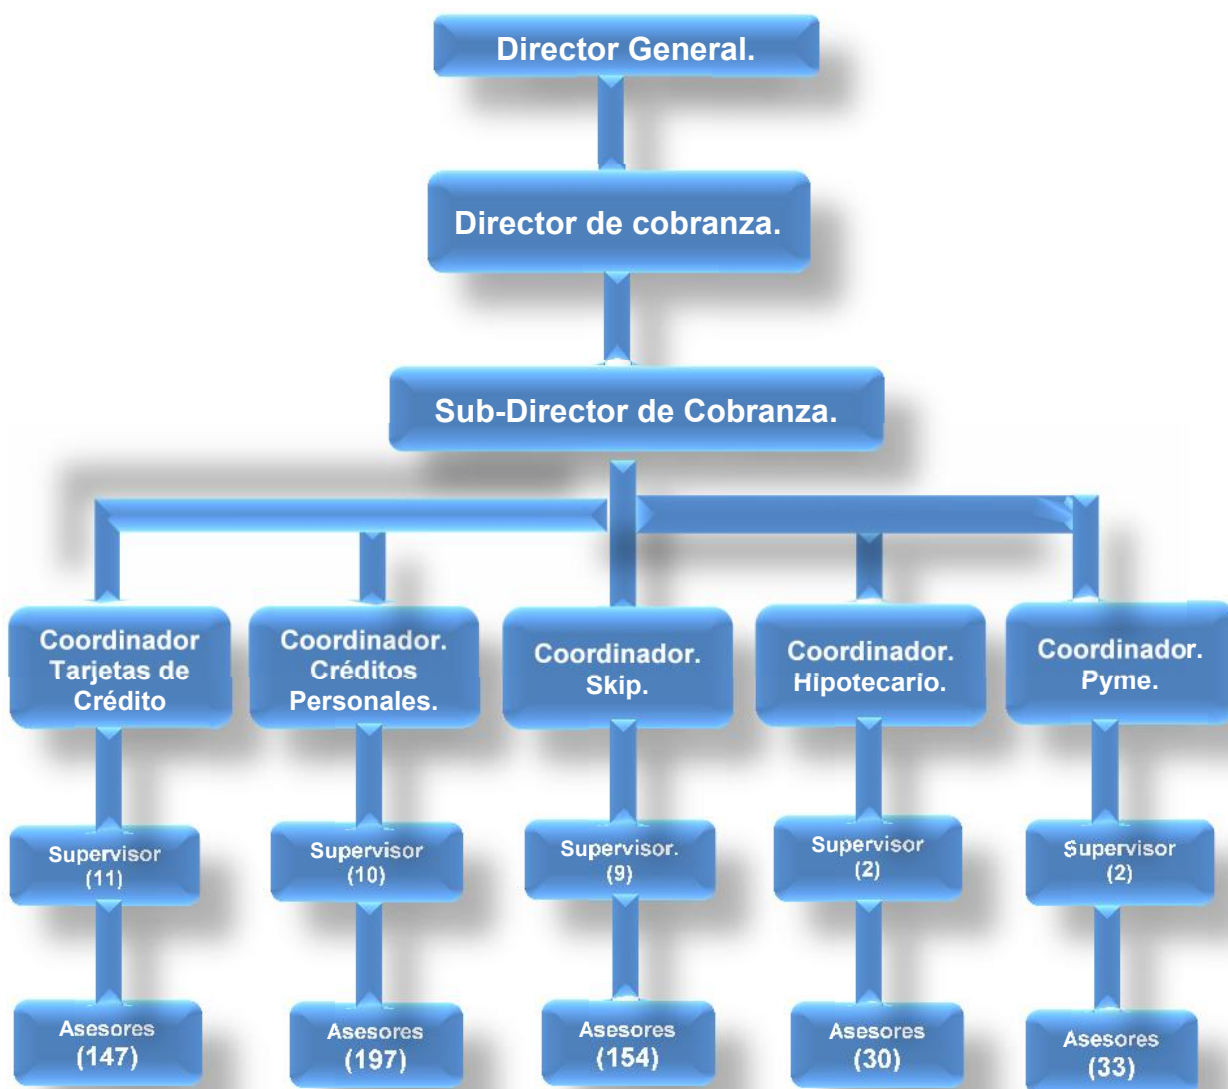 Director General.
Director de cobranza.
Sub-Director de Cobranza.
Coordinador
Tarjetas de
Crédito
Coordinador.
Créditos
Personales.
Coordinador.
Skip.
Coordinador.
Hipotecario.
Coordinador.
Pyme.
Supervisor
(11)
Supervisor
(10)
Supervisor.
(9)
Supervisor
(2)
Supervisor
(2)
Asesores
(147)
Asesores
(197)
Asesores
(154)
Asesores
(30)
Asesores
(33)